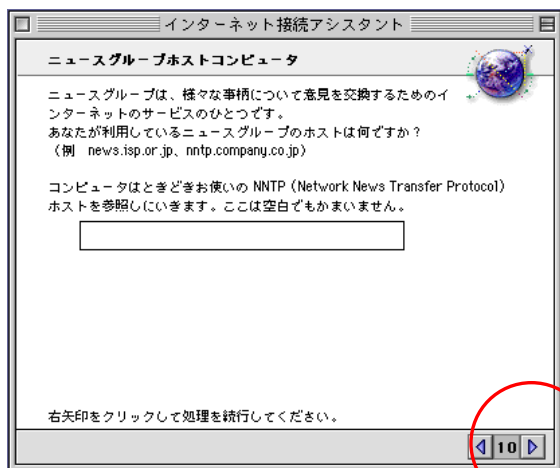 インターネット接続アシスタント
ニュースグループホストコンピュータ
ニュースグループは、様々な事柄について意見を交換するためのイ
ンターネットのサービスのひとつです。
あなたが利用しているニュースグループのホストは何ですか?
(例 news.isp.or.jp、nntp.company.co.jp)
コンピュータはときどきお使いの NNTP (Network News Transfer Protocol)
ホストを参照しにいきます。ここは空白でもかまいません。
右矢印をクリックして処理を続行してください。
10